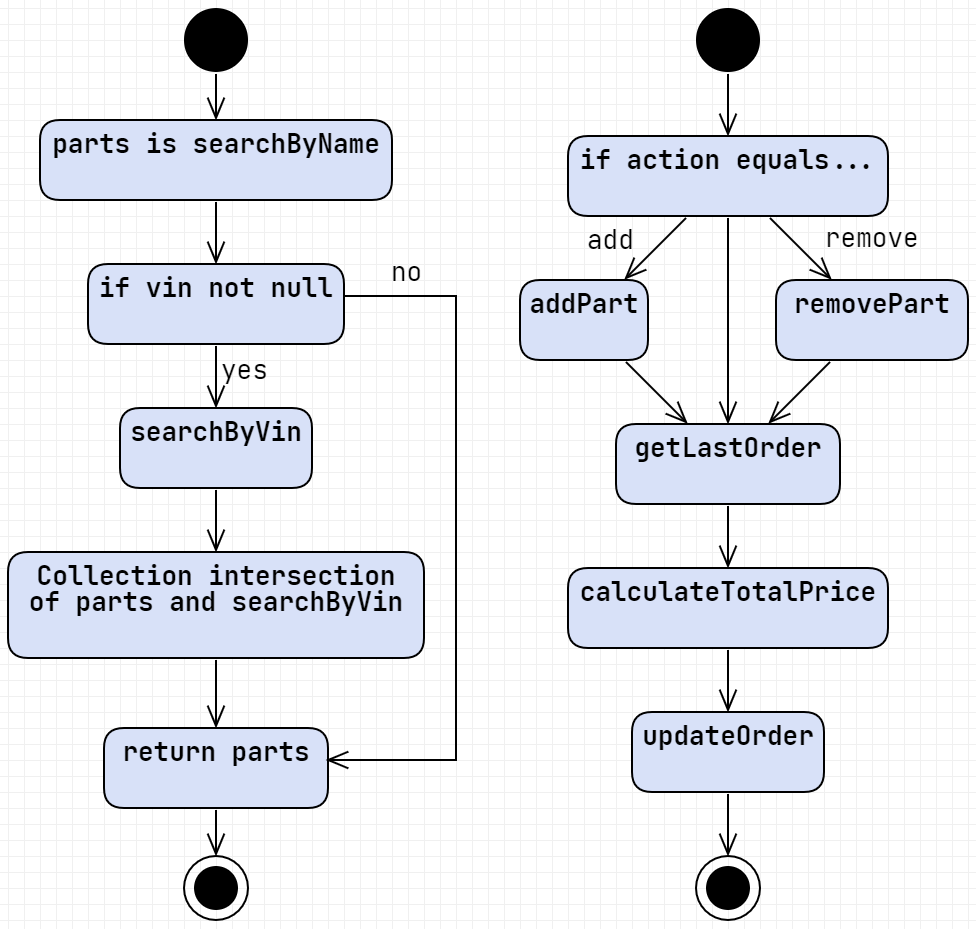 parts is searchByName
if vin not null
no
yes
searchByVin
Collection intersection
of parts and searchByVin
return parts
if action equals...
add
remove
addPart
removePart
getLastOrder
calculateTotalPrice
updateOrder